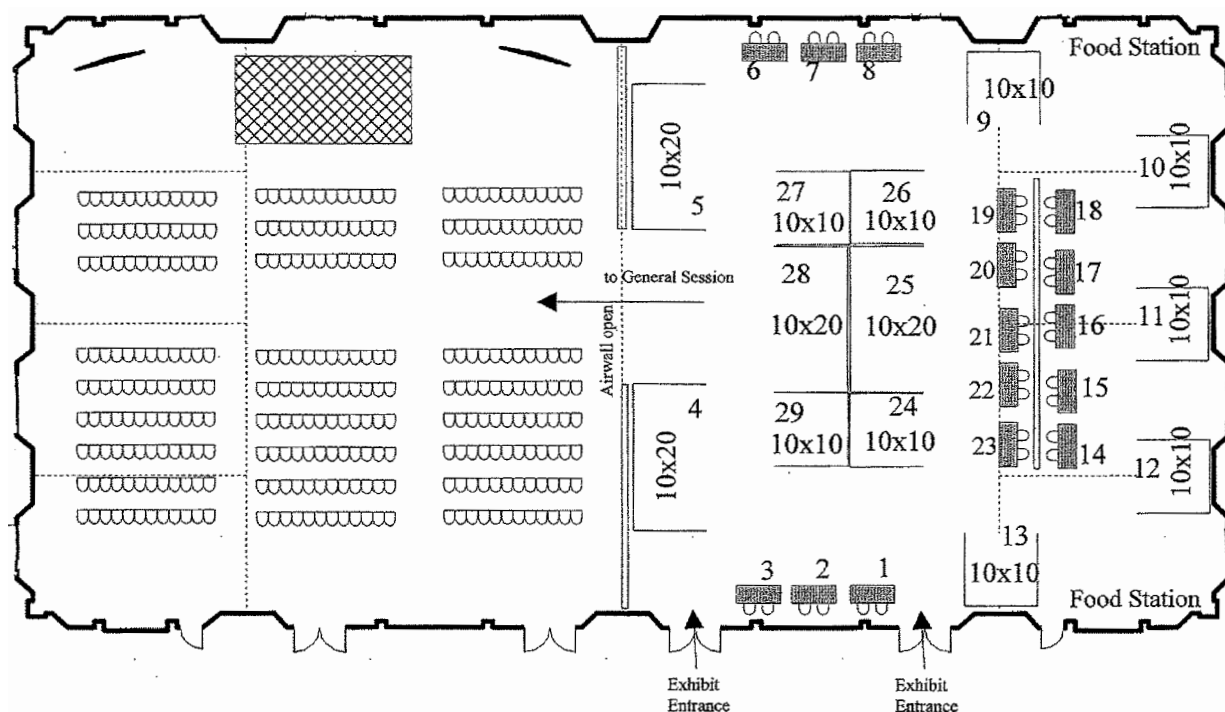 Food Station
6
7
8
10x10
9
10x20
5
10
10x10
27
10x10
26
10x10
19
18
to General Session
28
10x20
25
10x20
20
17
Airwall open
21
16
11
10x10
4
10x20
29
10x10
24
10x10
22
15
23
14
12
10x10
13
10x10
3
2
1
Food Station
Exhibit
Entrance
Exhibit
Entrance